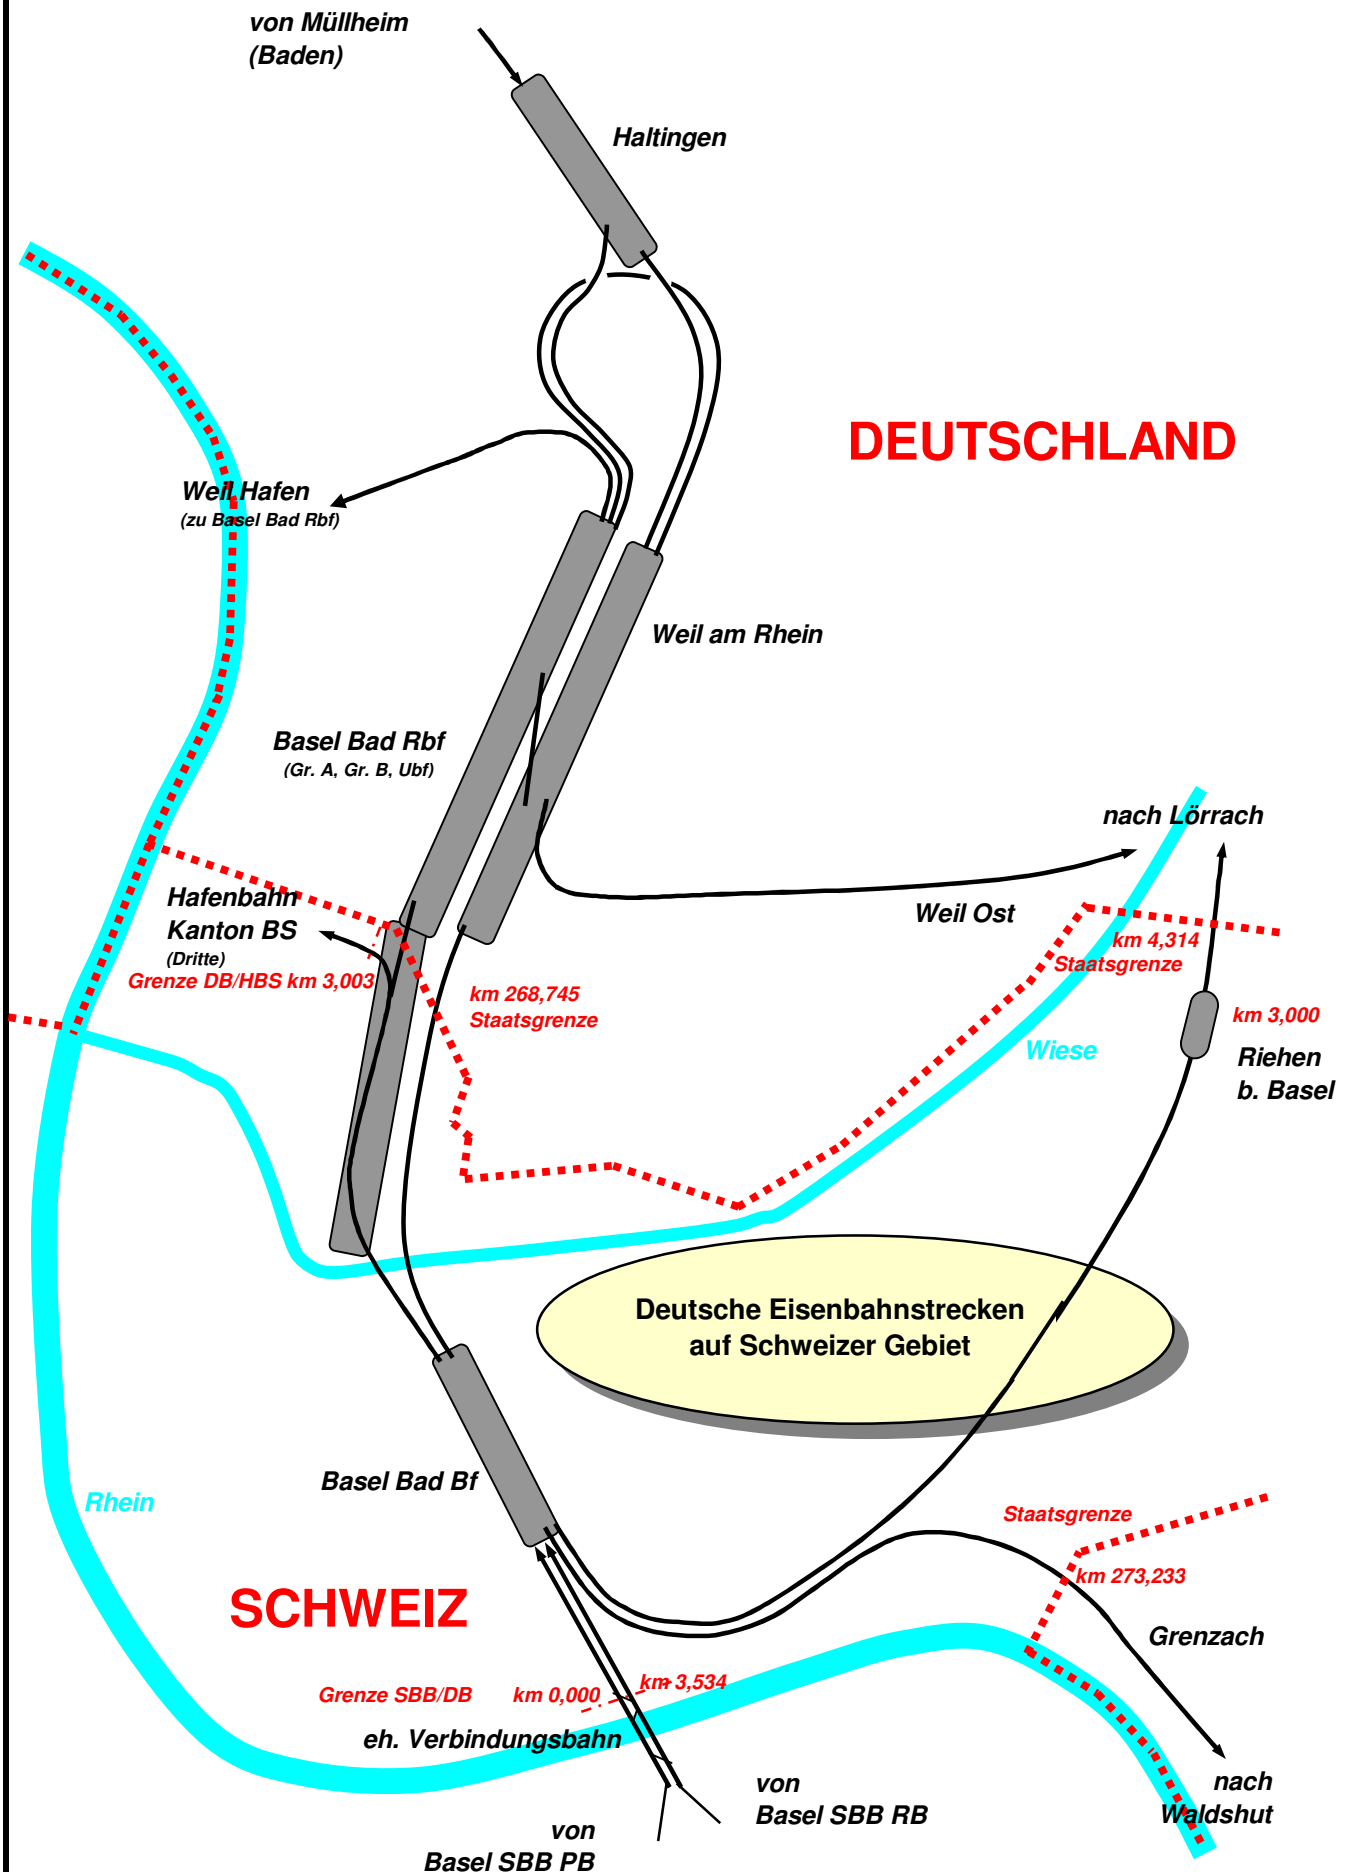 von Müllheim
(Baden)
Haltingen
DEUTSCHLAND
Weil Hafen
(zu Basel Bad Rbf)
Weil am Rhein
Basel Bad Rbf
(Gr. A, Gr. B, Ubf)
nach Lörrach
Hafenbahn
Kanton BS
(Dritte)
Grenze DB/HBS km 3,003
Weil Ost
km 4,314
Staatsgrenze
km 268,745
Staatsgrenze
km 3,000
Riehen
b. Basel
Wiese
Deutsche Eisenbahnstrecken
auf Schweizer Gebiet
Basel Bad Bf
Rhein
Staatsgrenze
km 273,233
SCHWEIZ
Grenzach
Grenze SBB/DB
km 0,000
km 3,534
eh. Verbindungsbahn
von
Basel SBB RB
nach
Waldshut
von
Basel SBB PB